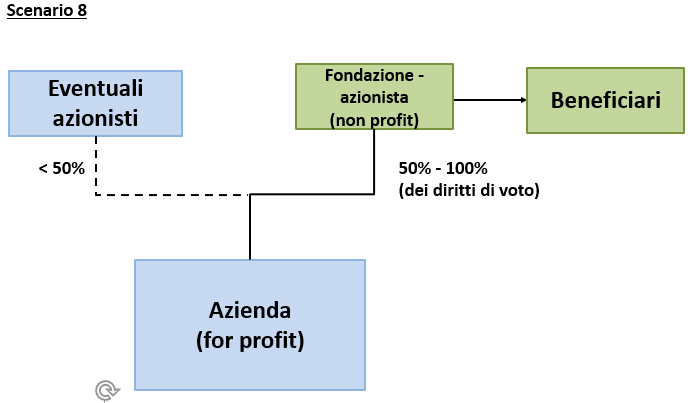 Scenario 8
Eventuali
azionisti
Fondazione -
azionista
(non profit)
Beneficiari
< 50%
50% - 100%
(dei diritti di voto)
Azienda
(for profit)